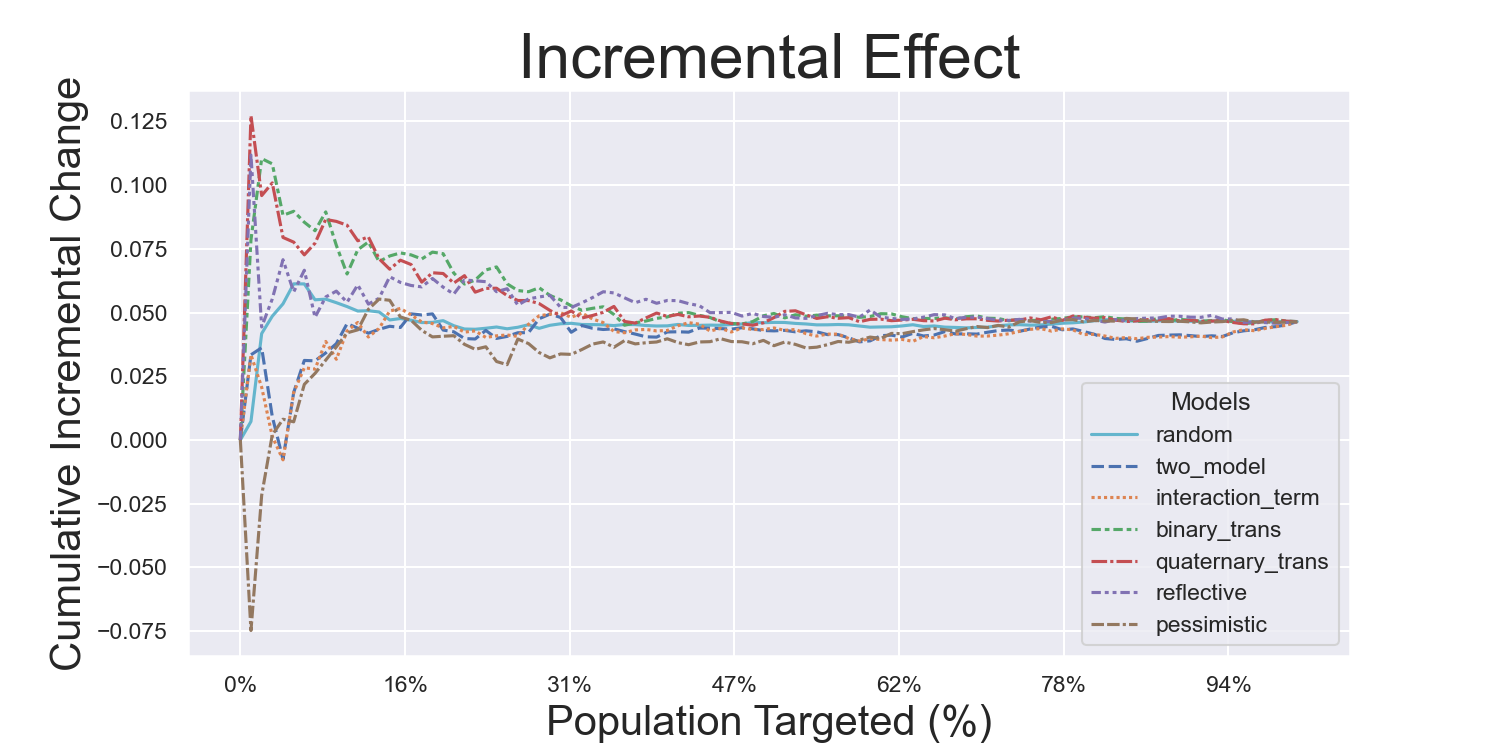 Incremental Effect
Cumulative Incremental Change
0.125
0.100
0.075
0.050
0.025
0.000
−0.025
−0.050
−0.075
Models
random
two_model
interaction_term
binary_trans
quaternary_trans
reflective
pessimistic
0% 16% 31% 47% 62% 78% 94%
Population Targeted (%)